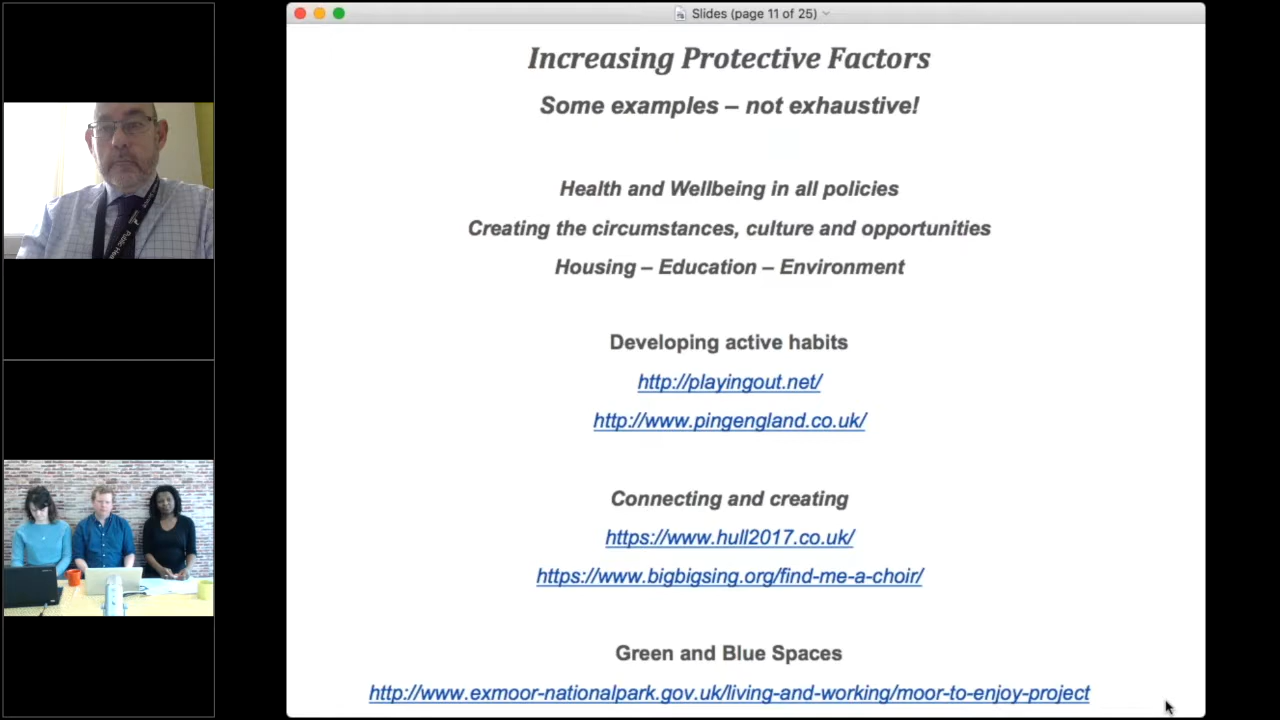 Slides (page 11 of 25)
Increasing Protective Factors
Some examples – not exhaustive!
Health and Wellbeing in all policies
Creating the circumstances, culture and opportunities
Housing – Education – Environment
Developing active habits
http://playingout.net/
http://www.pingengland.co.uk/
Connecting and creating
https://www.hull2017.co.uk/
https://www.bigbigsing.org/find-me-a-choir/
Green and Blue Spaces
http://www.exmoor-nationalpark.gov.uk/living-and-working/moor-to-enjoy-project